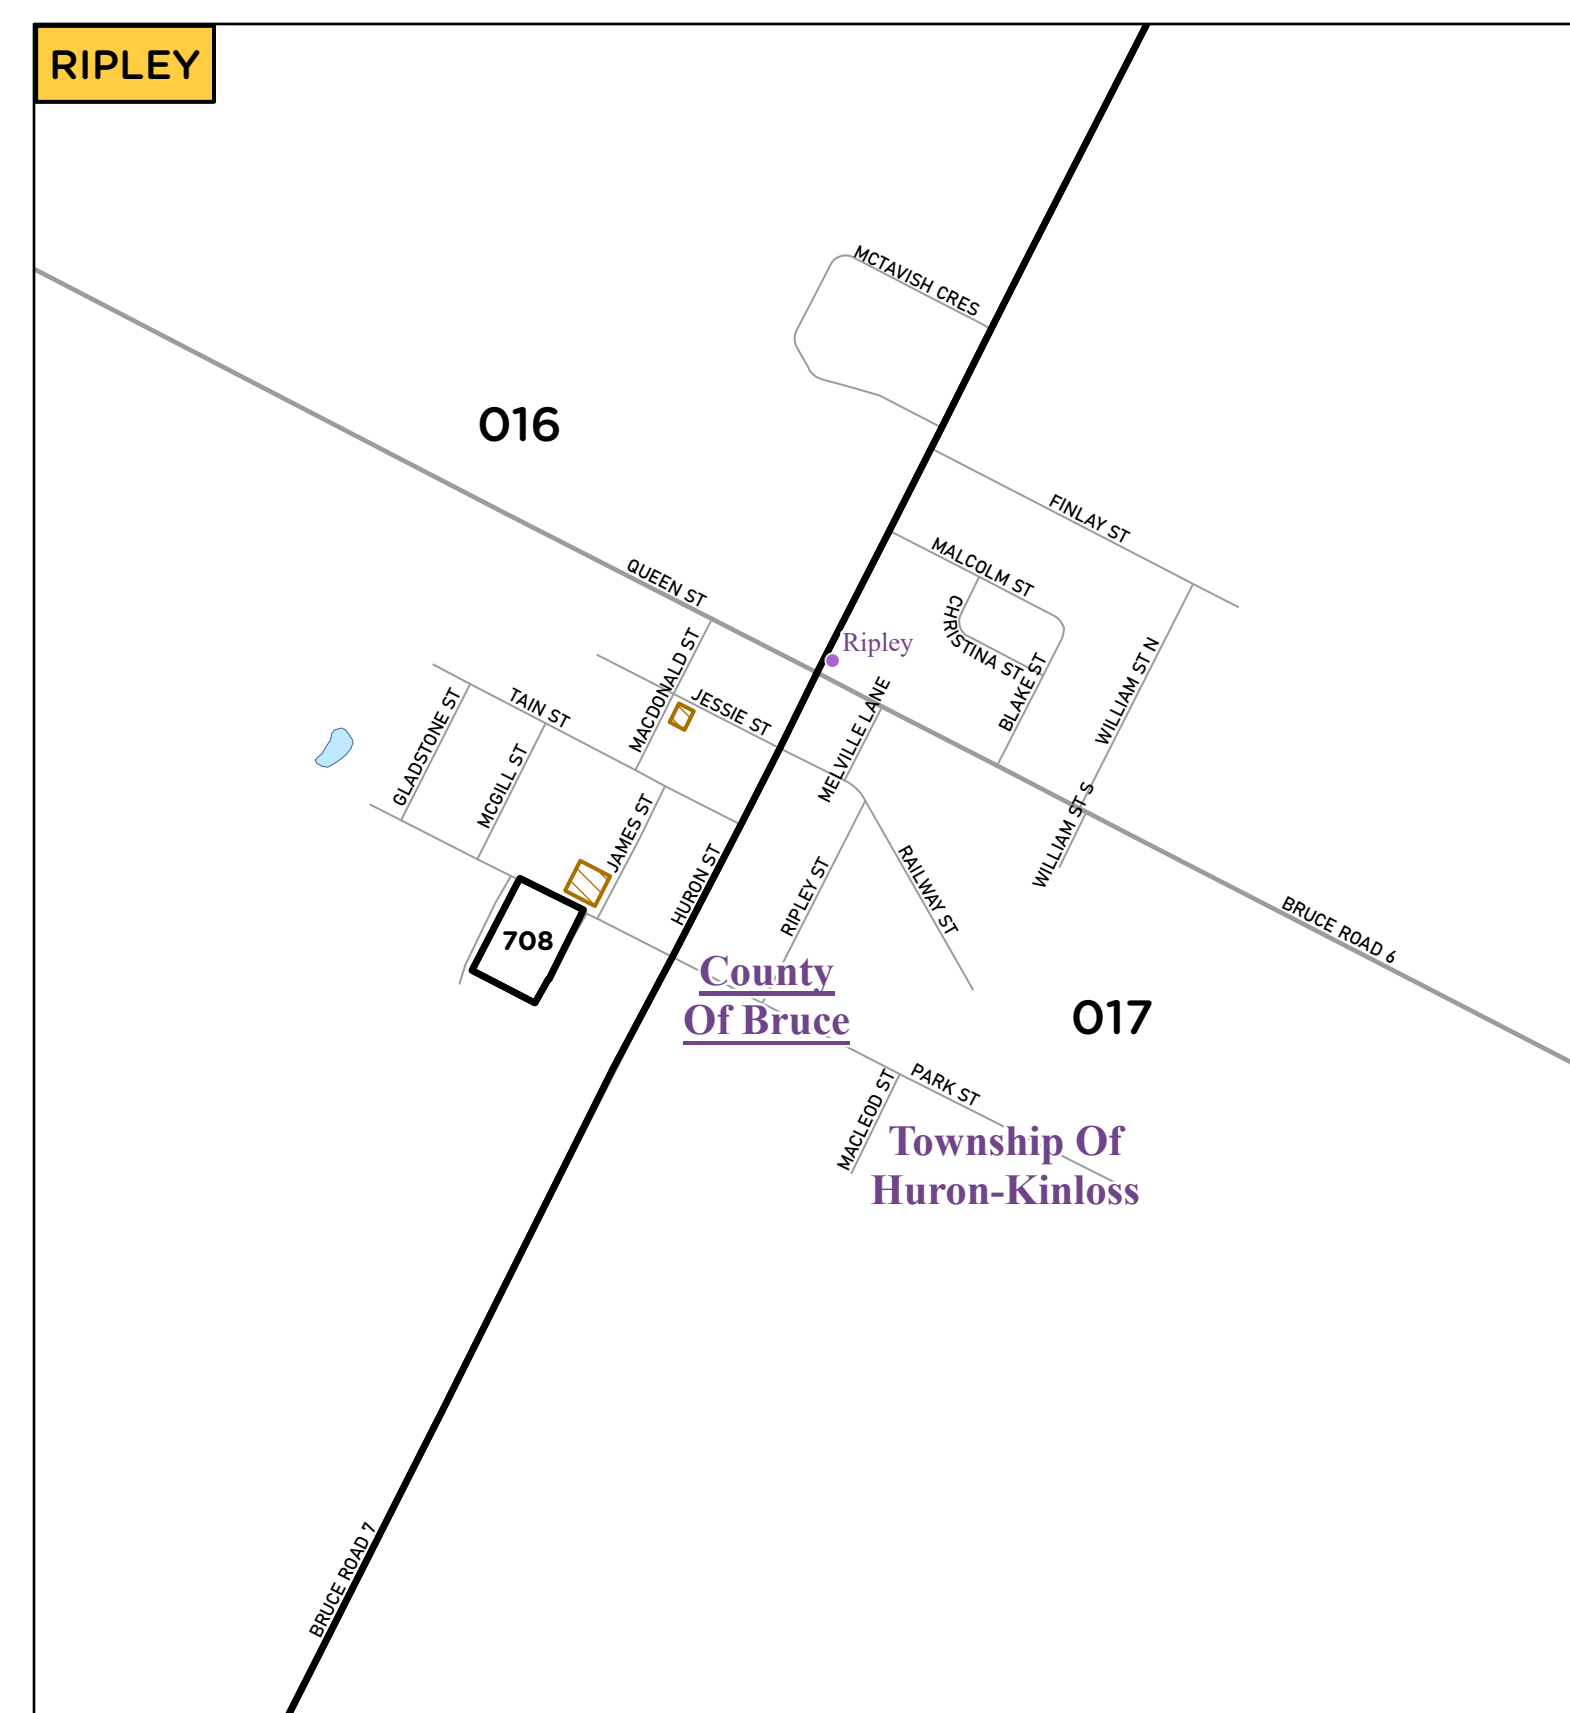 RIPLEY
MCTAVISH CRES
016
FINLAY ST
MALCOLM ST
QUEEN ST
CHRISTINA ST
Ripley
MACDONALD ST
BLAKE ST
WILLIAM ST N
JESSIE ST
TAIN ST
GLADSTONE ST
MELVILLE LANE
MCGILL ST
JAMES ST
WILLIAM ST S
HURON ST
RIPLEY ST
RAILWAY ST
BRUCE ROAD 6
708
County
Of Bruce
017
PARK ST
MACLEOD ST
Township Of
Huron-Kinloss
BRUCE ROAD 7